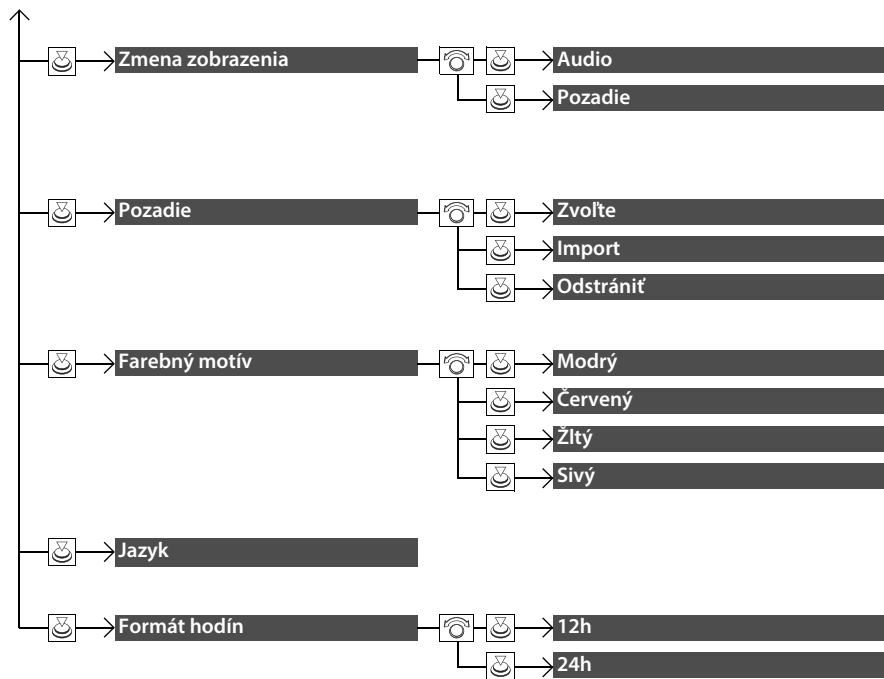 Zmena zobrazenia
Audio
Pozadie
Pozadie
Zvoľte
Import
Odstrániť
Farebný motív
Modrý
Červený
Žltý
Sivý
Jazyk
Formát hodín
12h
24h